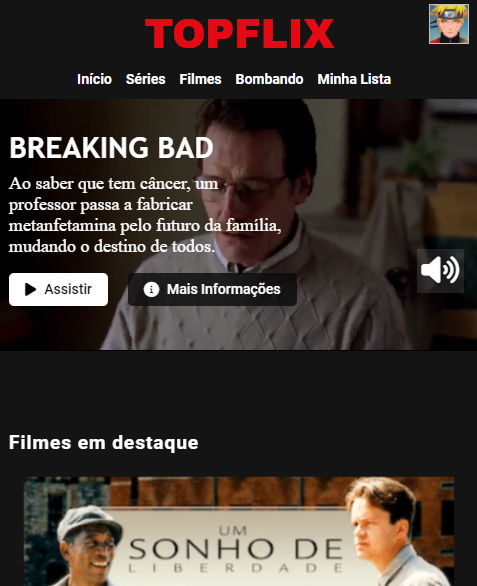 TOPFLIX
Início Séries Filmes Bombando Minha Lista
BREAKING BAD
Ao saber que tem câncer, um
professor passa a fabricar
metanfetamina pelo futuro da família,
mudando o destino de todos.
Assistir Mais Informações
Filmes em destaque
UM
SONHO DE
LIBERDADE